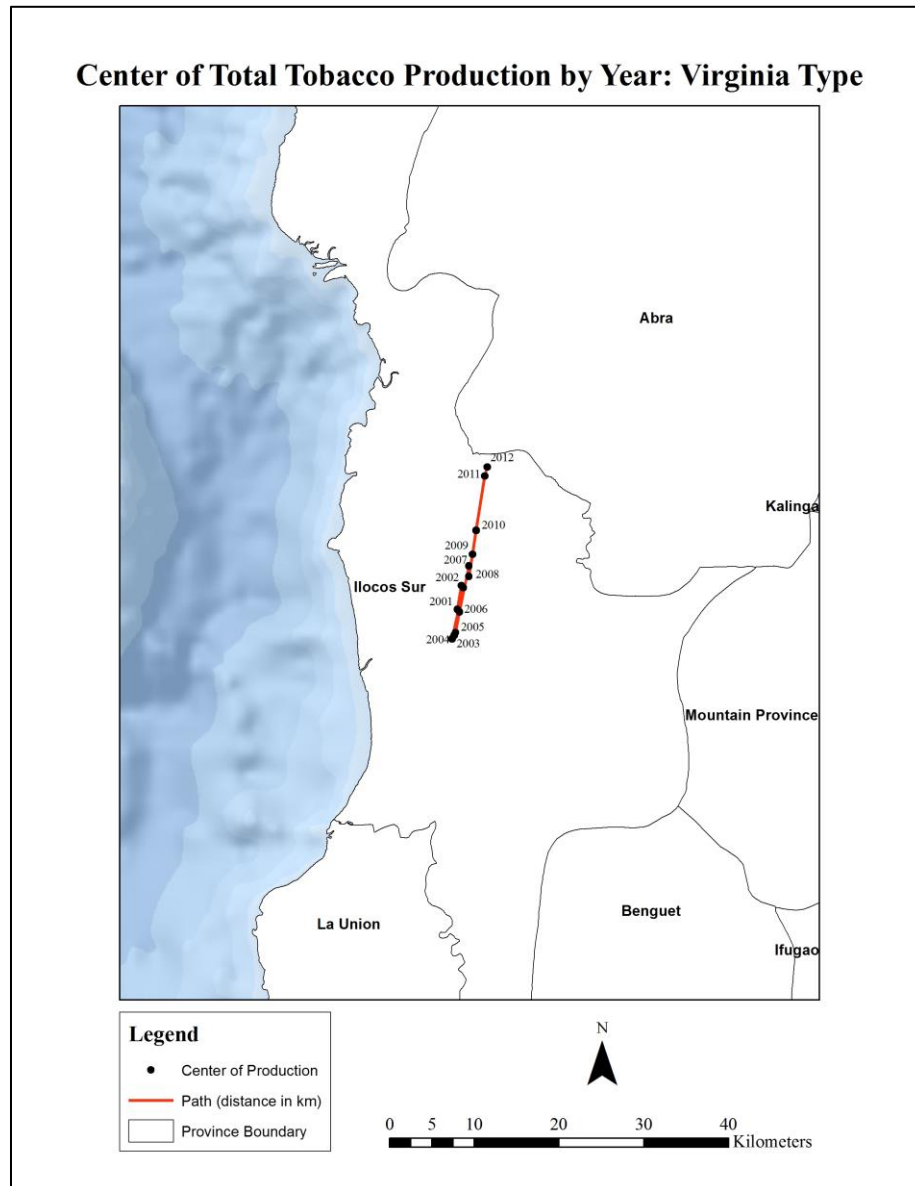 Center of Total Tobacco Production by Year: Virginia Type
Abra
2012
2011
Kalinga
2010
2009
2007
2008
2002
Ilocos Sur
2001
2006
2005
2004
2003
Mountain Province
Benguet
La Union
Ifugao
Legend
Center of Production
Path (distance in km)
Province Boundary
N
0 5 10 20 30 40
Kilometers